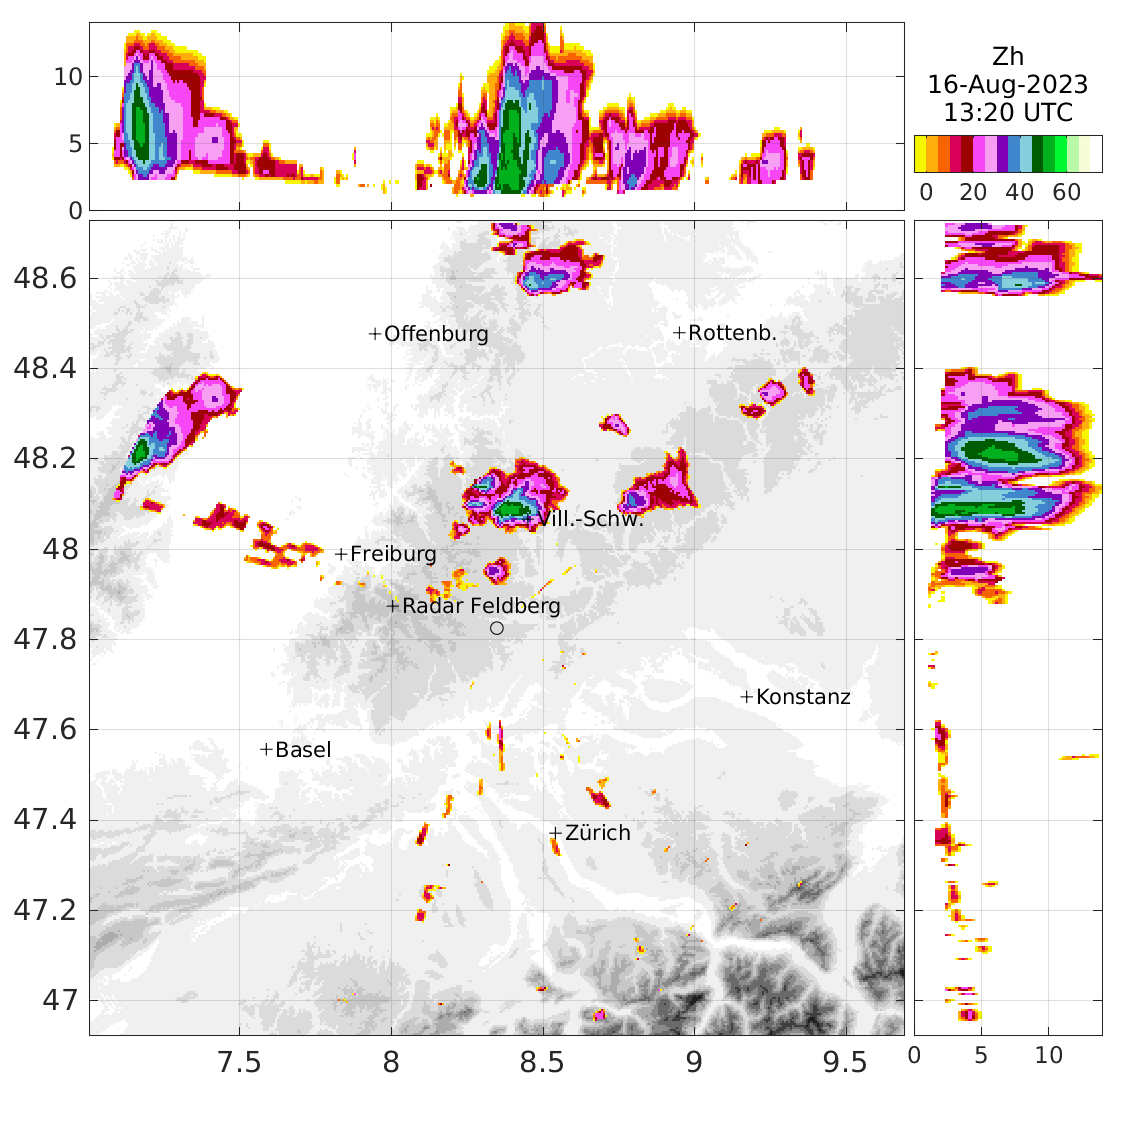 10
5
0
Zh
16-Aug-2023
13:20 UTC
0 20 40 60
48.6
48.4
48.2
48
47.8
47.6
47.4
47.2
47
+Offenburg
+Rottenb.
+Vill.-Schw.
+Freiburg
+Radar Feldberg
+Konstanz
+Basel
+Zürich
7.5 8 8.5 9 9.5
0 5 10